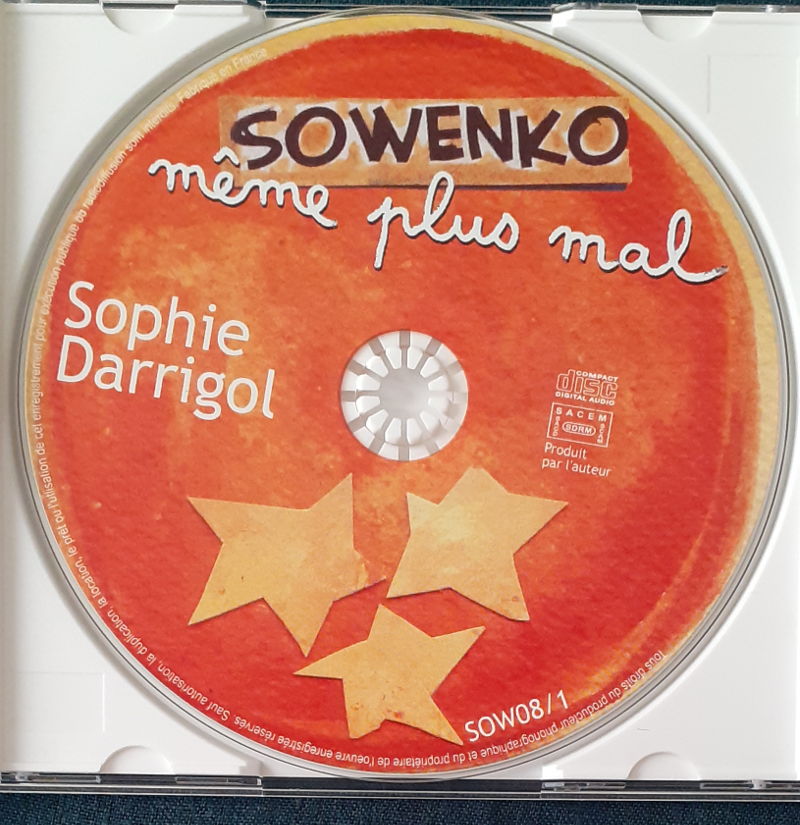 SOWENKO
même plus mal
Sophie
Darrigol
COMPACT
disc
DIGITAL AUDIO
SACEM
SACD
SDRM
SCAM
Produit
par l'auteur
SOW08/1
Tous droits du producteur phonographique et du propriétaire de l'oeuvre enregistrée réservés. Sauf autorisation, la duplication, la location, le prêt ou l'utilisation de cet enregistrement pour exécution publique ou radiodiffusion sont interdits. Fabriqué en France